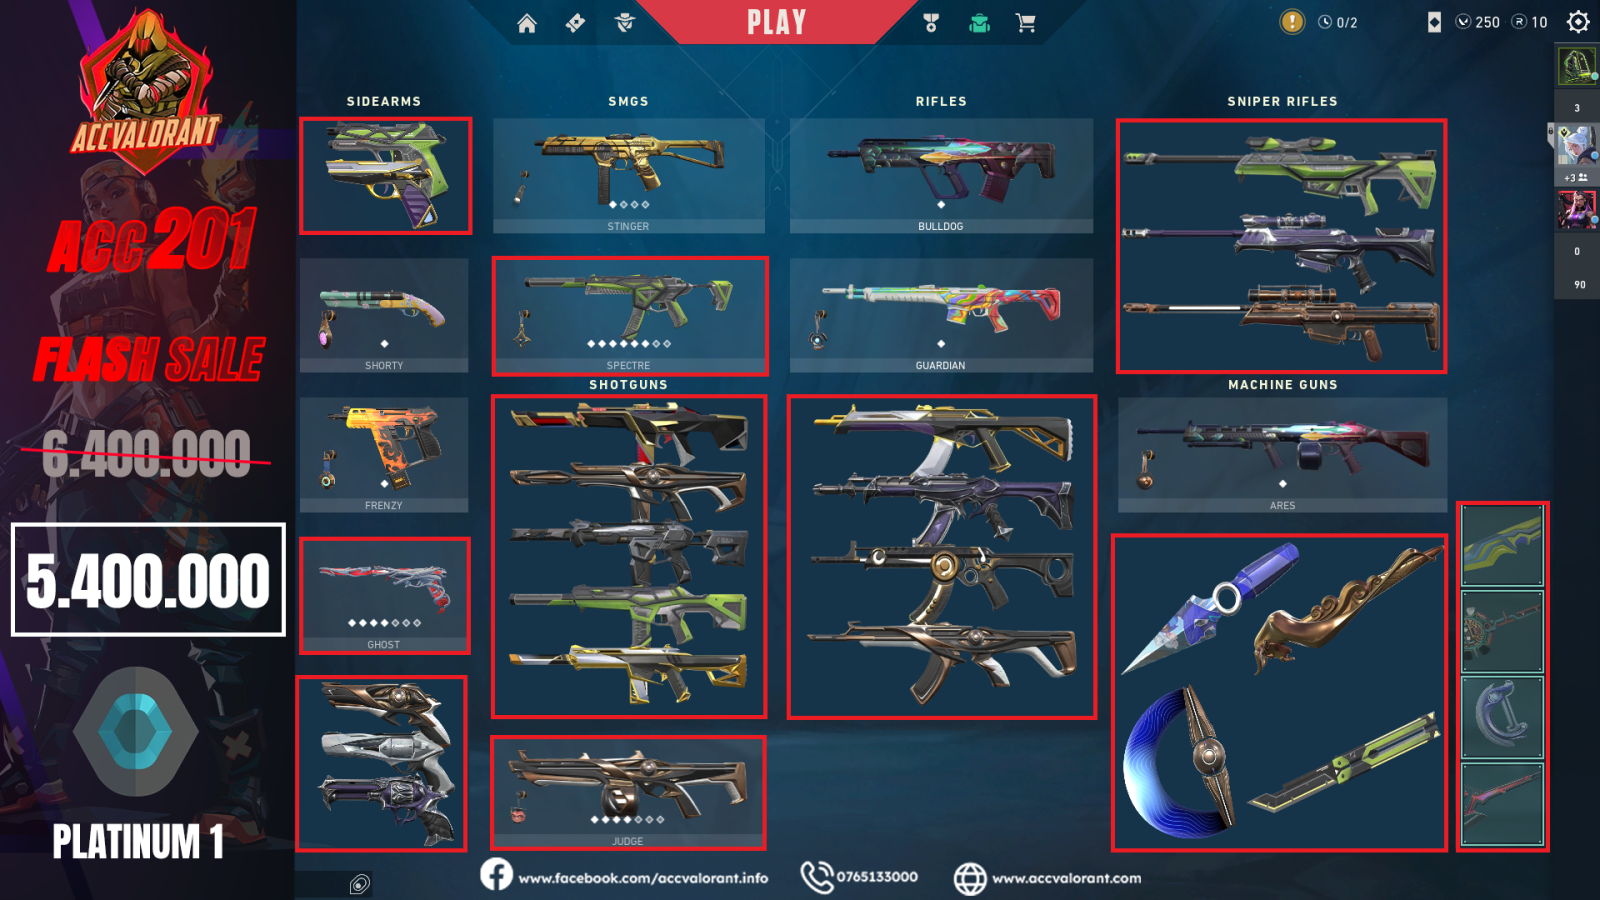 PLAY
0/2
250
10
ACCVALORANT
ACC 201
FLASH SALE
6.400.000
5.400.000
PLATINUM 1
SIDEARMS
SMGS
RIFLES
SNIPER RIFLES
STINGER
BULLDOG
SHORTY
SPECTRE
GUARDIAN
SHOTGUNS
MACHINE GUNS
FRENZY
ARES
GHOST
JUDGE
3
+3
0
90
www.facebook.com/accvalorant.info
0765133000
www.accvalorant.com